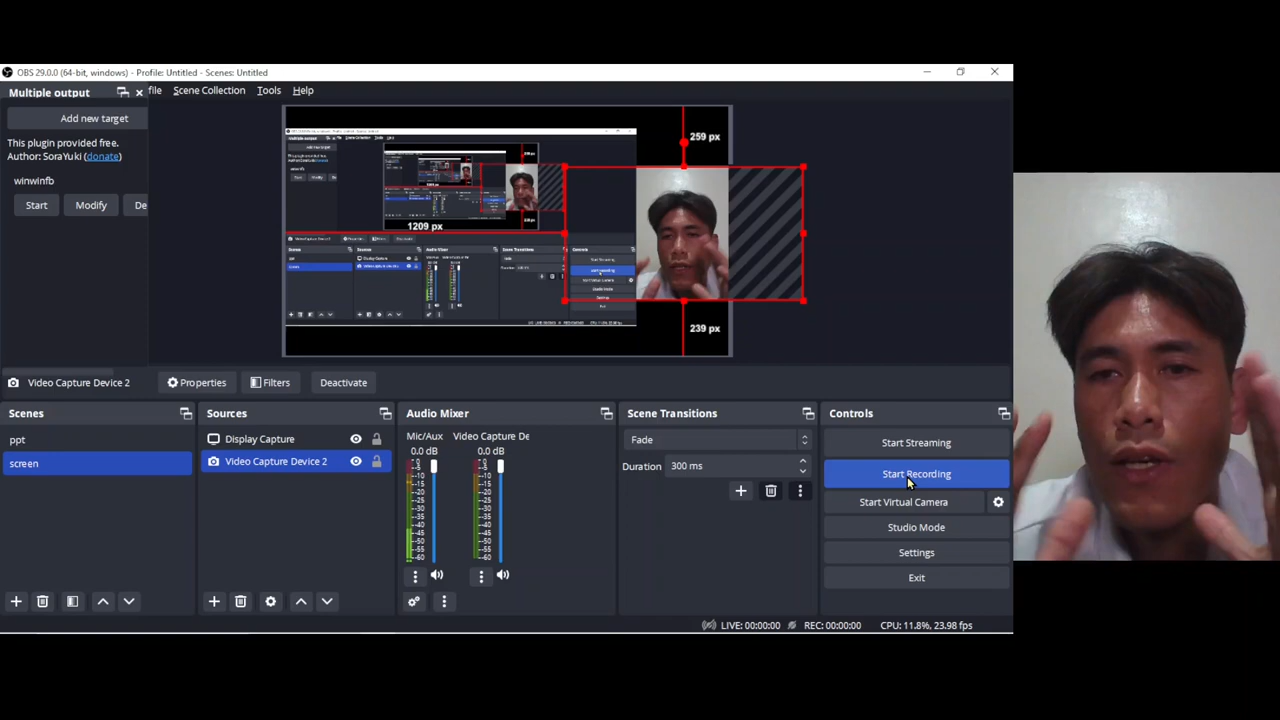 OBS 29.0.0 (64-bit, windows) - Profile: Untitled - Scenes: Untitled
Multiple output
file Scene Collection Tools Help
Add new target
This plugin provided free.
Author: SoraYuki (donate)
winwinfb
Start Modify De
259 px
1209 px
239 px
Video Capture Device 2 Properties Filters Deactivate
Scenes
ppt
screen
Sources
Display Capture
Video Capture Device 2
Audio Mixer
Mic/Aux Video Capture De
0.0 dB 0.0 dB
Scene Transitions
Fade
Duration 300 ms
Controls
Start Streaming
Start Recording
Start Virtual Camera
Studio Mode
Settings
Exit
LIVE: 00:00:00 REC: 00:00:00 CPU: 11.8%, 23.98 fps